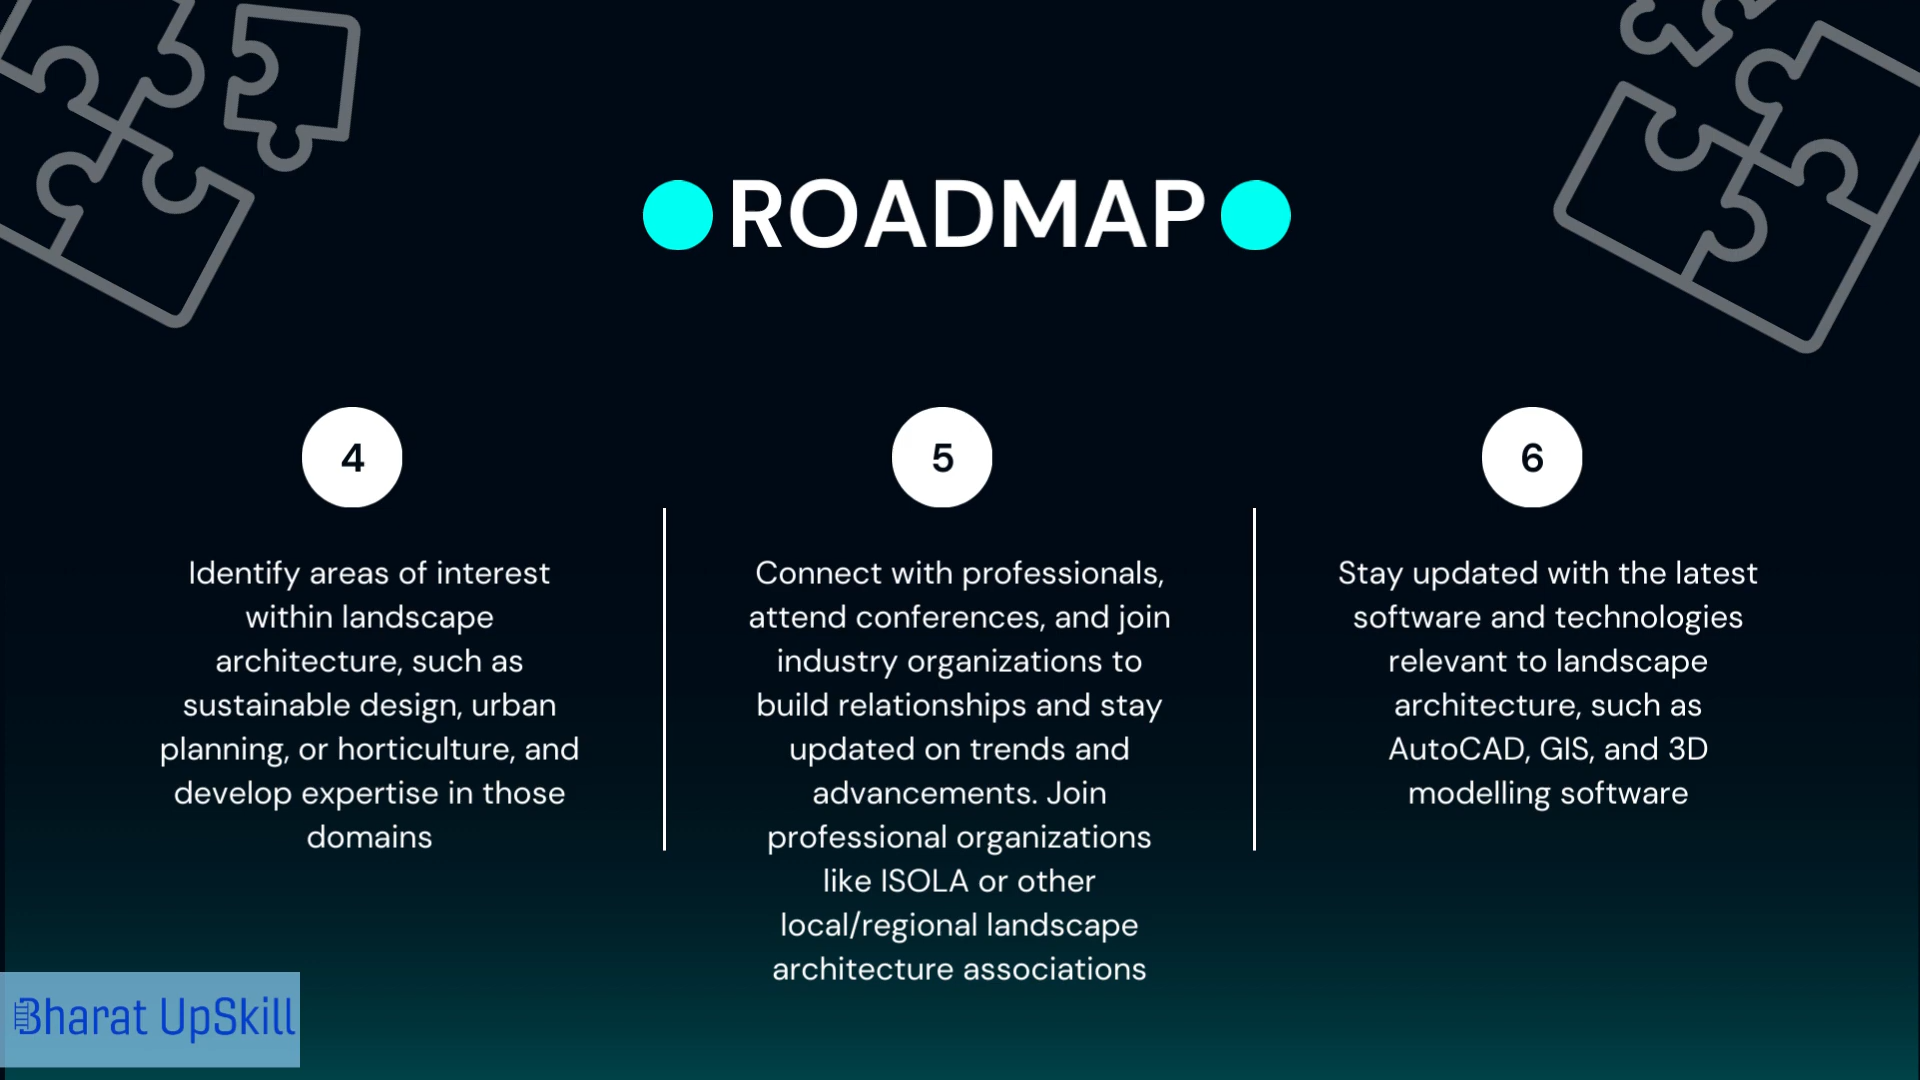 ROADMAP
4
Identify areas of interest
within landscape
architecture, such as
sustainable design, urban
planning, or horticulture, and
develop expertise in those
domains
5
Connect with professionals,
attend conferences, and join
industry organizations to
build relationships and stay
updated on trends and
advancements. Join
professional organizations
like ISOLA or other
local/regional landscape
architecture associations
6
Stay updated with the latest
software and technologies
relevant to landscape
architecture, such as
AutoCAD, GIS, and 3D
modelling software
Bharat UpSkill